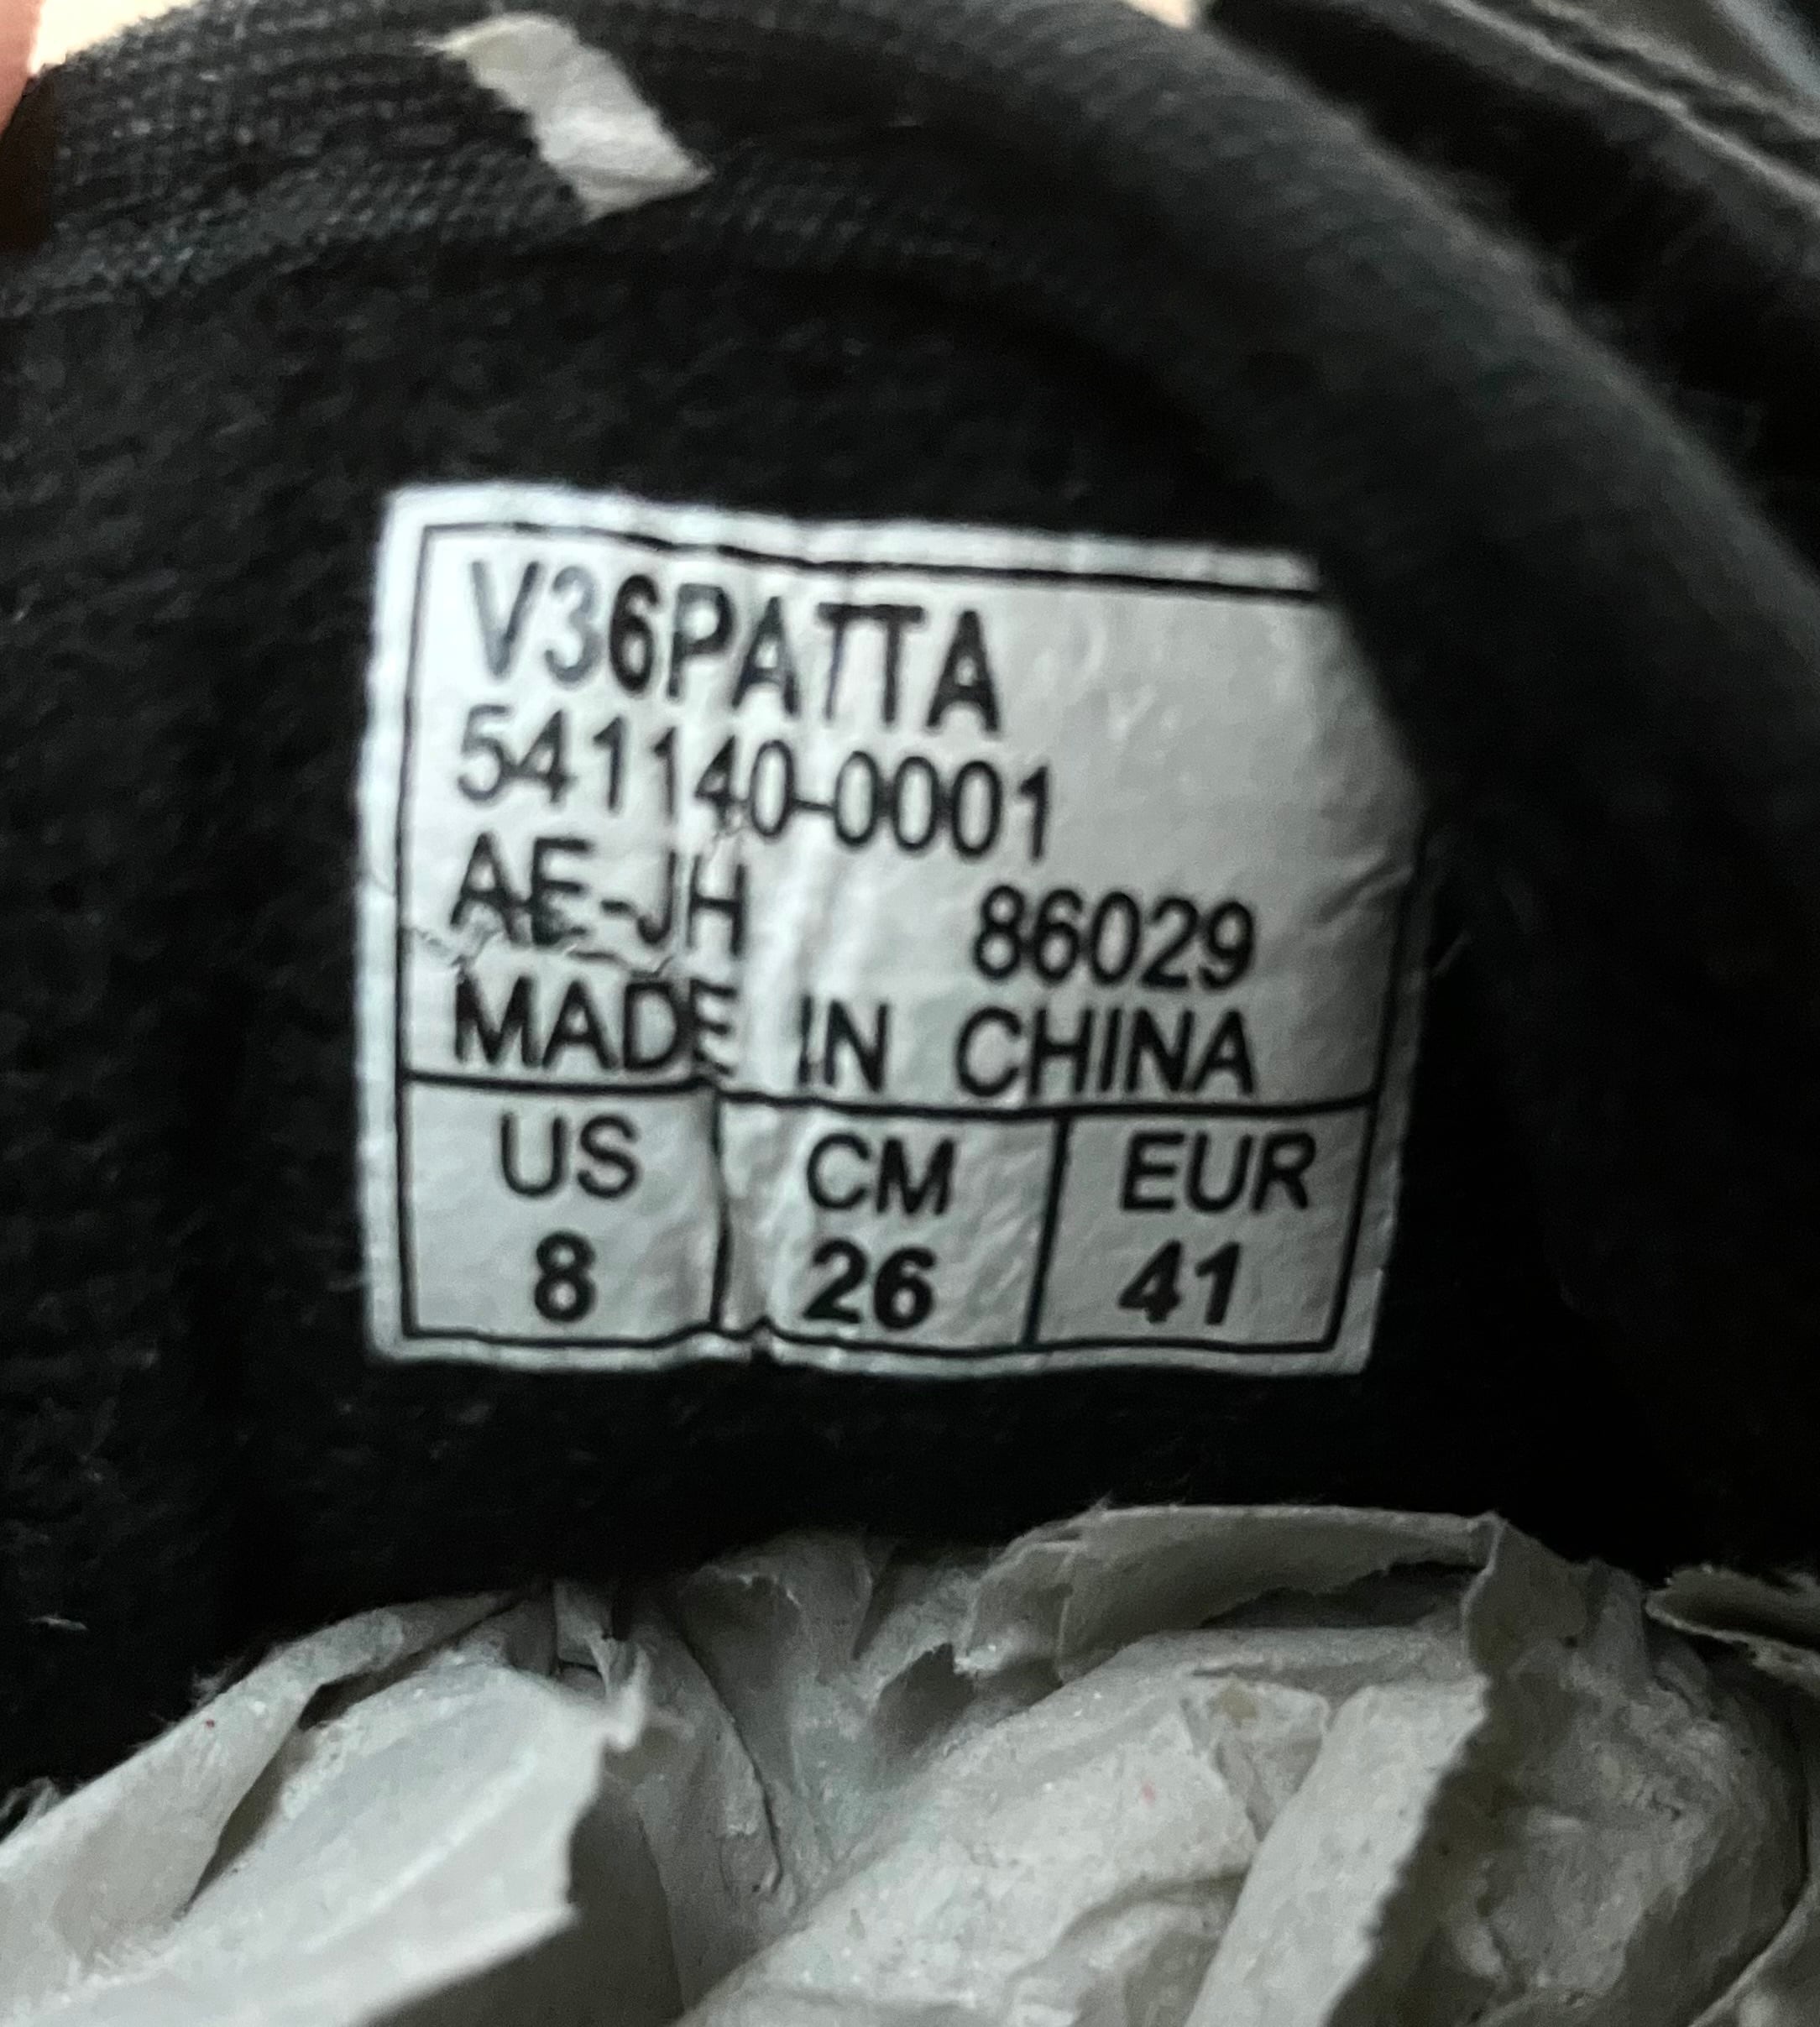 V36PATTA
541140-0001
AE-JH 86029
MADE IN CHINA
US CM EUR
8 26 41